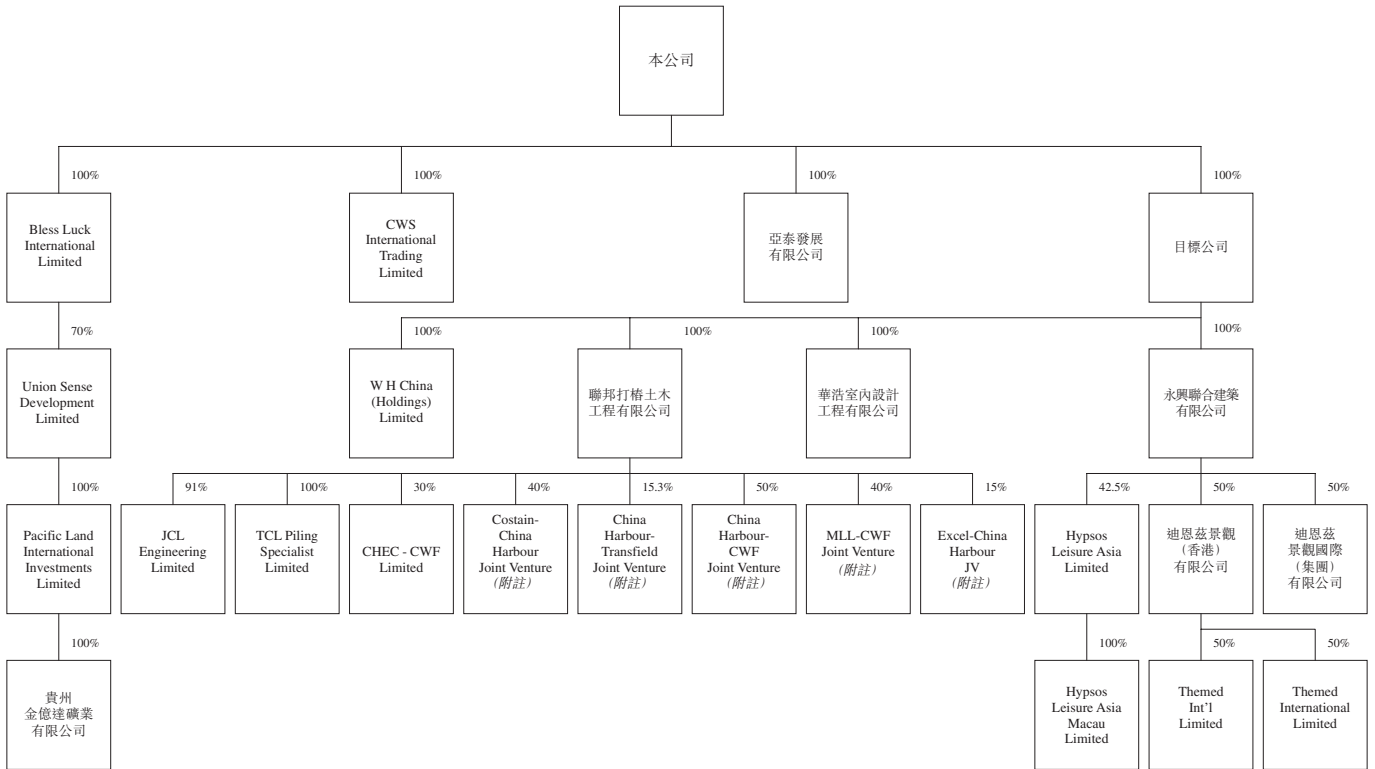 本公司
100%
100%
100%
100%
Bless Luck
International
Limited
CWS
International
Trading
Limited
亞泰發展
有限公司
目標公司
70%
100%
100%
100%
100%
Union Sense
Development
Limited
W H China
(Holdings)
Limited
聯邦打樁土木
工程有限公司
華浩室內設計
工程有限公司
永興聯合建築
有限公司
100%
91%
100%
30%
40%
15.3%
50%
40%
15%
42.5%
50%
50%
Pacific Land
International
Investments
Limited
JCL
Engineering
Limited
TCL Piling
Specialist
Limited
CHEC - CWF
Limited
Costain-
China
Harbour
Joint Venture
(附註)
China
Harbour-
Transfield
Joint Venture
(附註)
China
Harbour-
CWF
Joint Venture
(附註)
MLL-CWF
Joint Venture
(附註)
Excel-China
Harbour
JV
(附註)
Hypsos
Leisure Asia
Limited
迪恩茲景觀
(香港)
有限公司
迪恩茲
景觀國際
(集團)
有限公司
100%
100%
50%
50%
貴州
金億達礦業
有限公司
Hypsos
Leisure Asia
Macau
Limited
Themed
Int'l
Limited
Themed
International
Limited